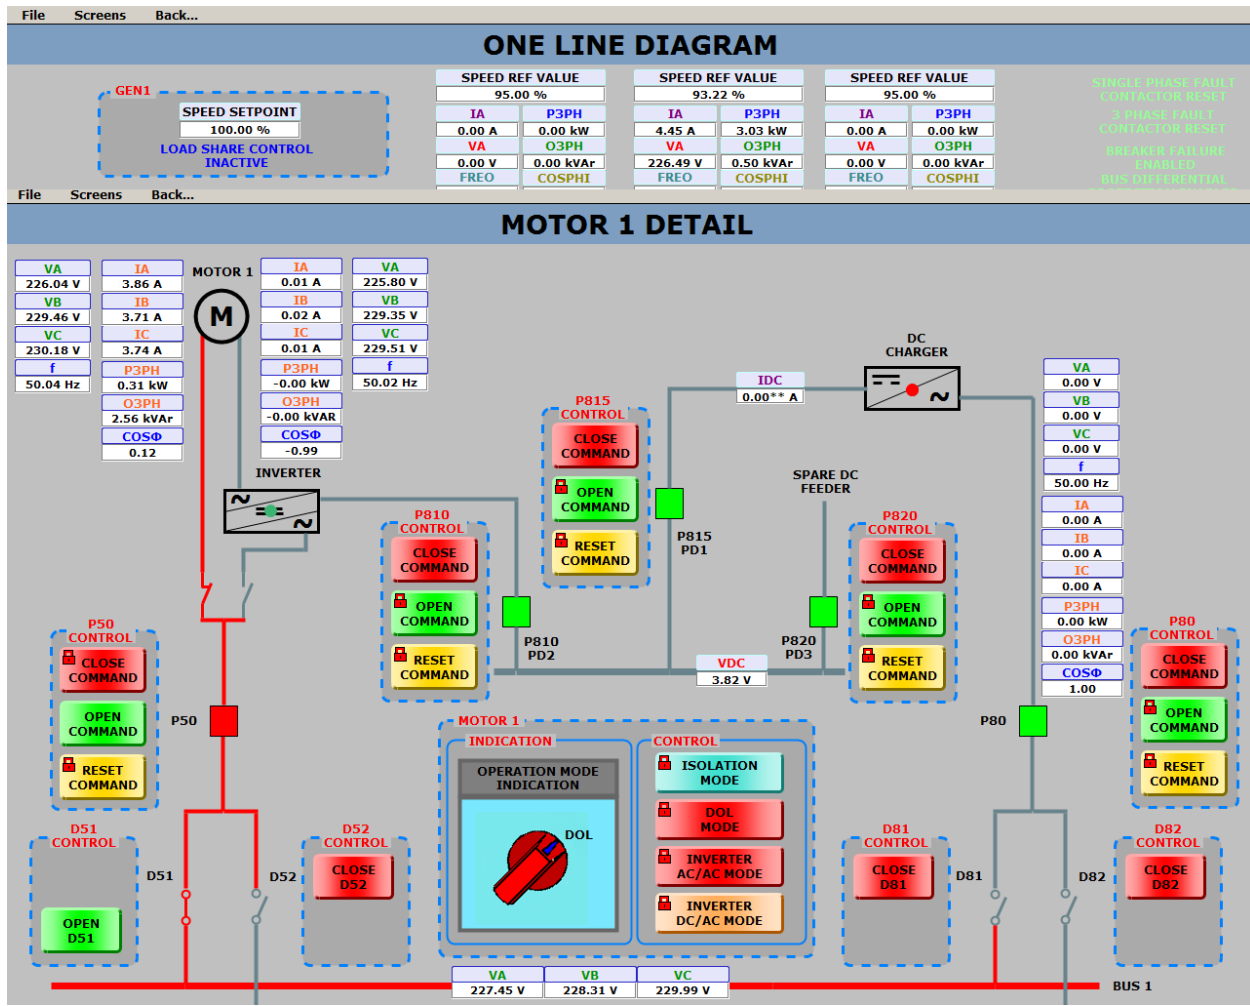 File Screens Back...
ONE LINE DIAGRAM
GEN1
SPEED SETPOINT
100.00 %
LOAD SHARE CONTROL
INACTIVE
SPEED REF VALUE
95.00 %
IA P3PH
0.00 A 0.00 kW
VA O3PH
0.00 V 0.00 kVAr
FREO COSPHI
SPEED REF VALUE
93.22 %
IA P3PH
4.45 A 3.03 kW
VA O3PH
226.49 V 0.50 kVAr
FREO COSPHI
SPEED REF VALUE
95.00 %
IA P3PH
0.00 A 0.00 kW
VA O3PH
0.00 V 0.00 kVAr
FREO COSPHI
SINGLE PHASE FAULT
CONTACTOR RESET
3 PHASE FAULT
CONTACTOR RESET
BREAKER FAILURE
ENABLED
BUS DIFFERENTIAL
File Screens Back...
MOTOR 1 DETAIL
VA
226.04 V
VB
229.46 V
VC
230.18 V
f
50.04 Hz
IA
3.86 A
IB
3.71 A
IC
3.74 A
P3PH
0.31 kW
O3PH
2.56 kVAr
COSΦ
0.12
MOTOR 1
M
IA
0.01 A
IB
0.02 A
IC
0.01 A
P3PH
-0.00 kW
O3PH
-0.00 kVAR
COSΦ
-0.99
VA
225.80 V
VB
229.35 V
VC
229.51 V
f
50.02 Hz
INVERTER
~
~
DC
CHARGER
~
IDC
0.00** A
P815
CONTROL
CLOSE
COMMAND
OPEN
COMMAND
RESET
COMMAND
P815
PD1
SPARE DC
FEEDER
P810
CONTROL
CLOSE
COMMAND
OPEN
COMMAND
RESET
COMMAND
P810
PD2
P820
CONTROL
CLOSE
COMMAND
OPEN
COMMAND
RESET
COMMAND
P820
PD3
VDC
3.82 V
VA
0.00 V
VB
0.00 V
VC
0.00 V
f
50.00 Hz
IA
0.00 A
IB
0.00 A
IC
0.00 A
P3PH
0.00 kW
O3PH
0.00 kVAr
COSΦ
1.00
P50
CONTROL
CLOSE
COMMAND
OPEN
COMMAND
RESET
COMMAND
P50
P80
P80
CONTROL
CLOSE
COMMAND
OPEN
COMMAND
RESET
COMMAND
MOTOR 1
INDICATION
OPERATION MODE
INDICATION
DOL
CONTROL
ISOLATION
MODE
DOL
MODE
INVERTER
AC/AC MODE
INVERTER
DC/AC MODE
D51
CONTROL
OPEN
D51
D51
D52
D52
CONTROL
CLOSE
D52
D81
CONTROL
CLOSE
D81
D81
D82
D82
CONTROL
CLOSE
D82
VA VB VC
227.45 V 228.31 V 229.99 V
BUS 1